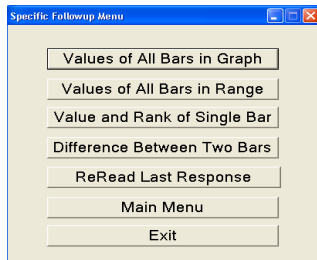 Specific Followup Menu
Values of All Bars in Graph
Values of All Bars in Range
Value and Rank of Single Bar
Difference Between Two Bars
ReRead Last Response
Main Menu
Exit